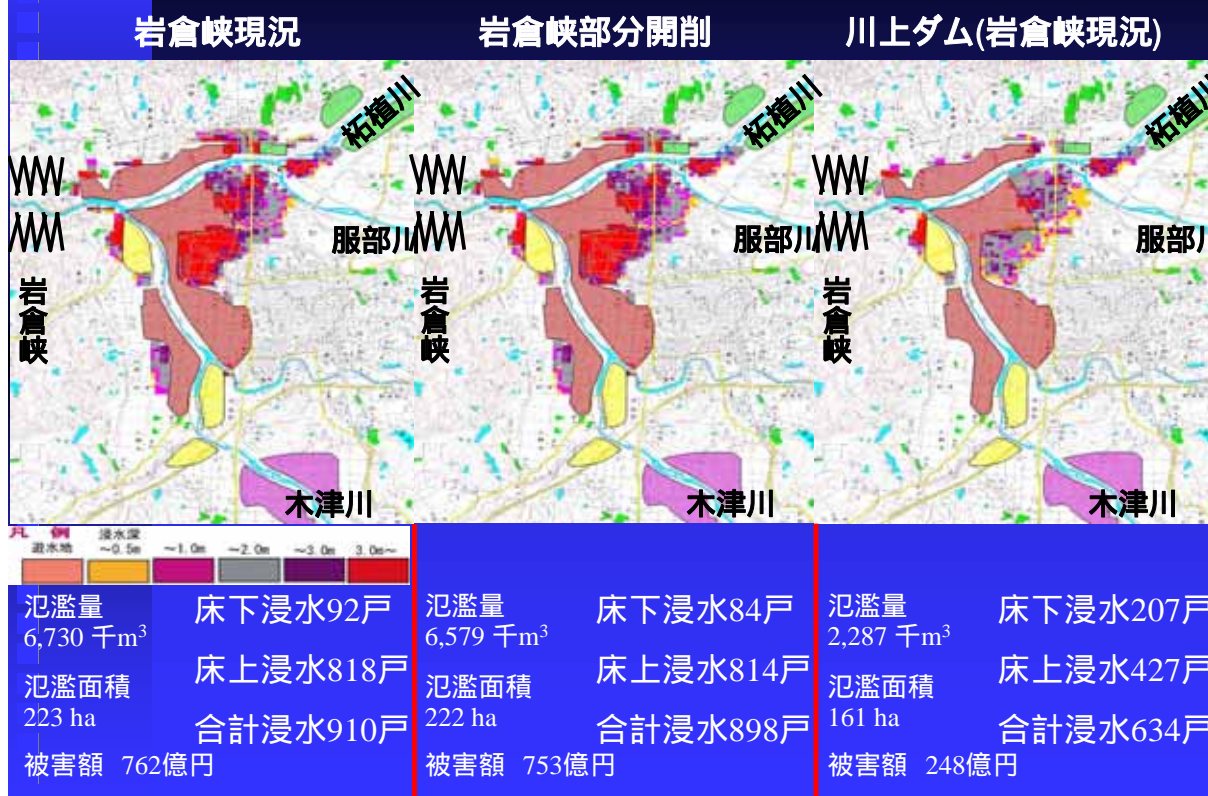 岩倉峡現況
岩倉峡部分開削
川上ダム(岩倉峡現況)
柘植川
服部川
岩倉峡
木津川
柘植川
服部川
岩倉峡
木津川
柘植川
服部川
岩倉峡
木津川
凡 例
遊水地
浸水深
~0.5m
~1.0m
~2.0m
~3.0m
3.0m~
氾濫量
6,730 千m³
氾濫面積
223 ha
床下浸水92戸
床上浸水818戸
合計浸水910戸
被害額 762億円
氾濫量
6,579 千m³
氾濫面積
222 ha
床下浸水84戸
床上浸水814戸
合計浸水898戸
被害額 753億円
氾濫量
2,287 千m³
氾濫面積
161 ha
床下浸水207戸
床上浸水427戸
合計浸水634戸
被害額 248億円